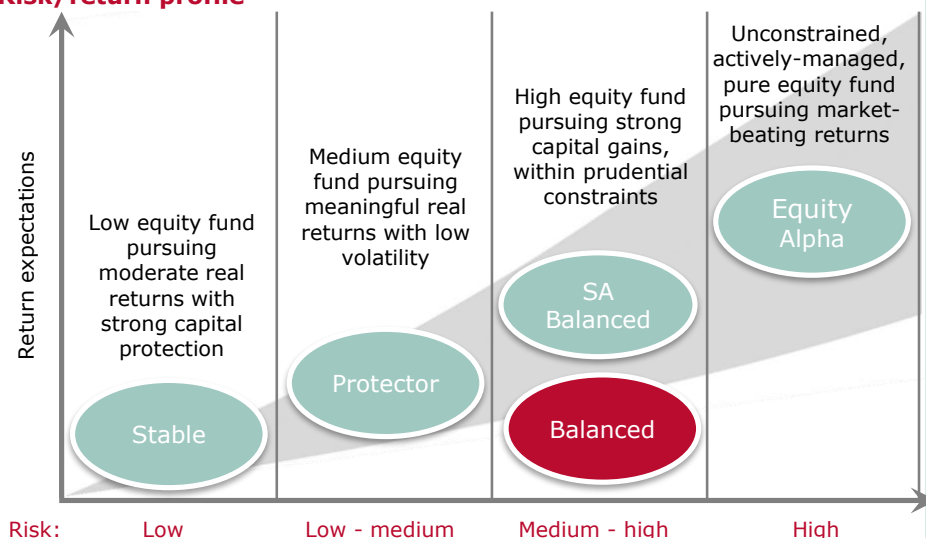 Risk/return profile
Unconstrained,
actively-managed,
pure equity fund
pursuing market-
beating returns
High equity fund
pursuing strong
capital gains,
within prudential
constraints
Medium equity
fund pursuing
meaningful real
returns with low
volatility
Low equity fund
pursuing
moderate real
returns with
strong capital
protection
Return expectations
Equity
Alpha
SA
Balanced
Protector
Stable
Balanced
Risk: Low Low - medium Medium - high High